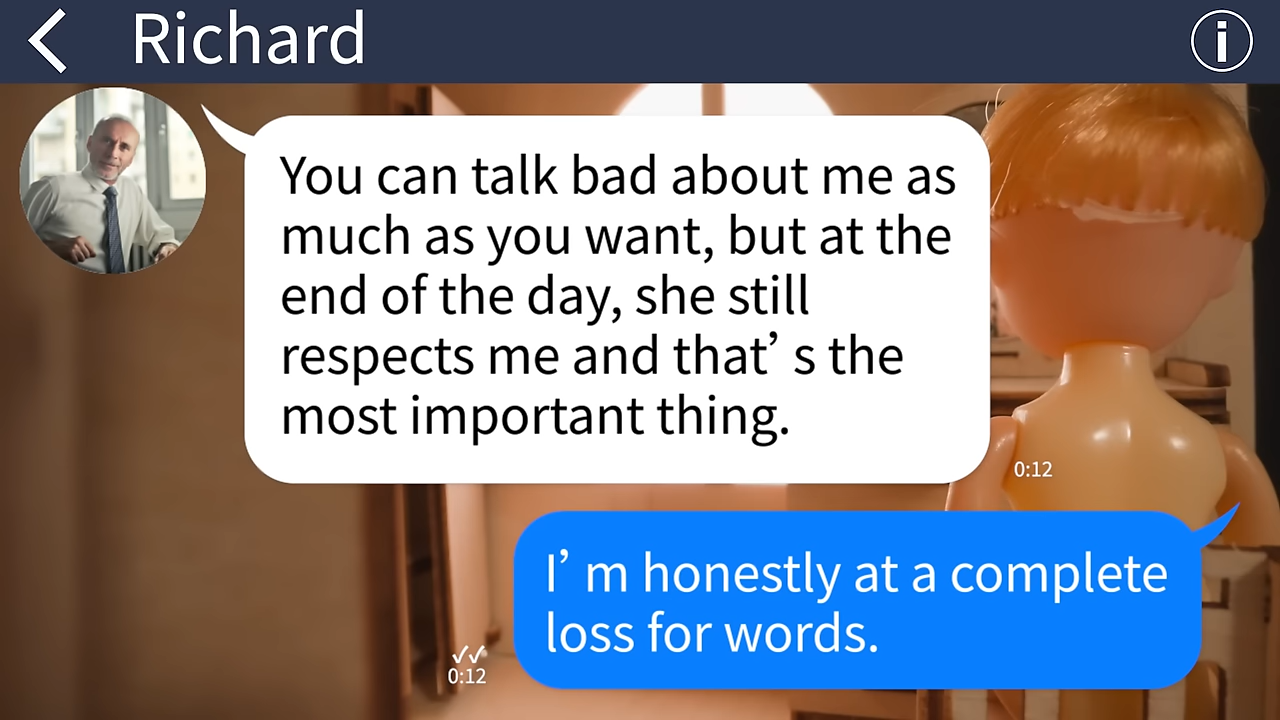 Richard
You can talk bad about me as
much as you want, but at the
end of the day, she still
respects me and that’ s the
most important thing.
0:12
I’ m honestly at a complete
loss for words.
0:12